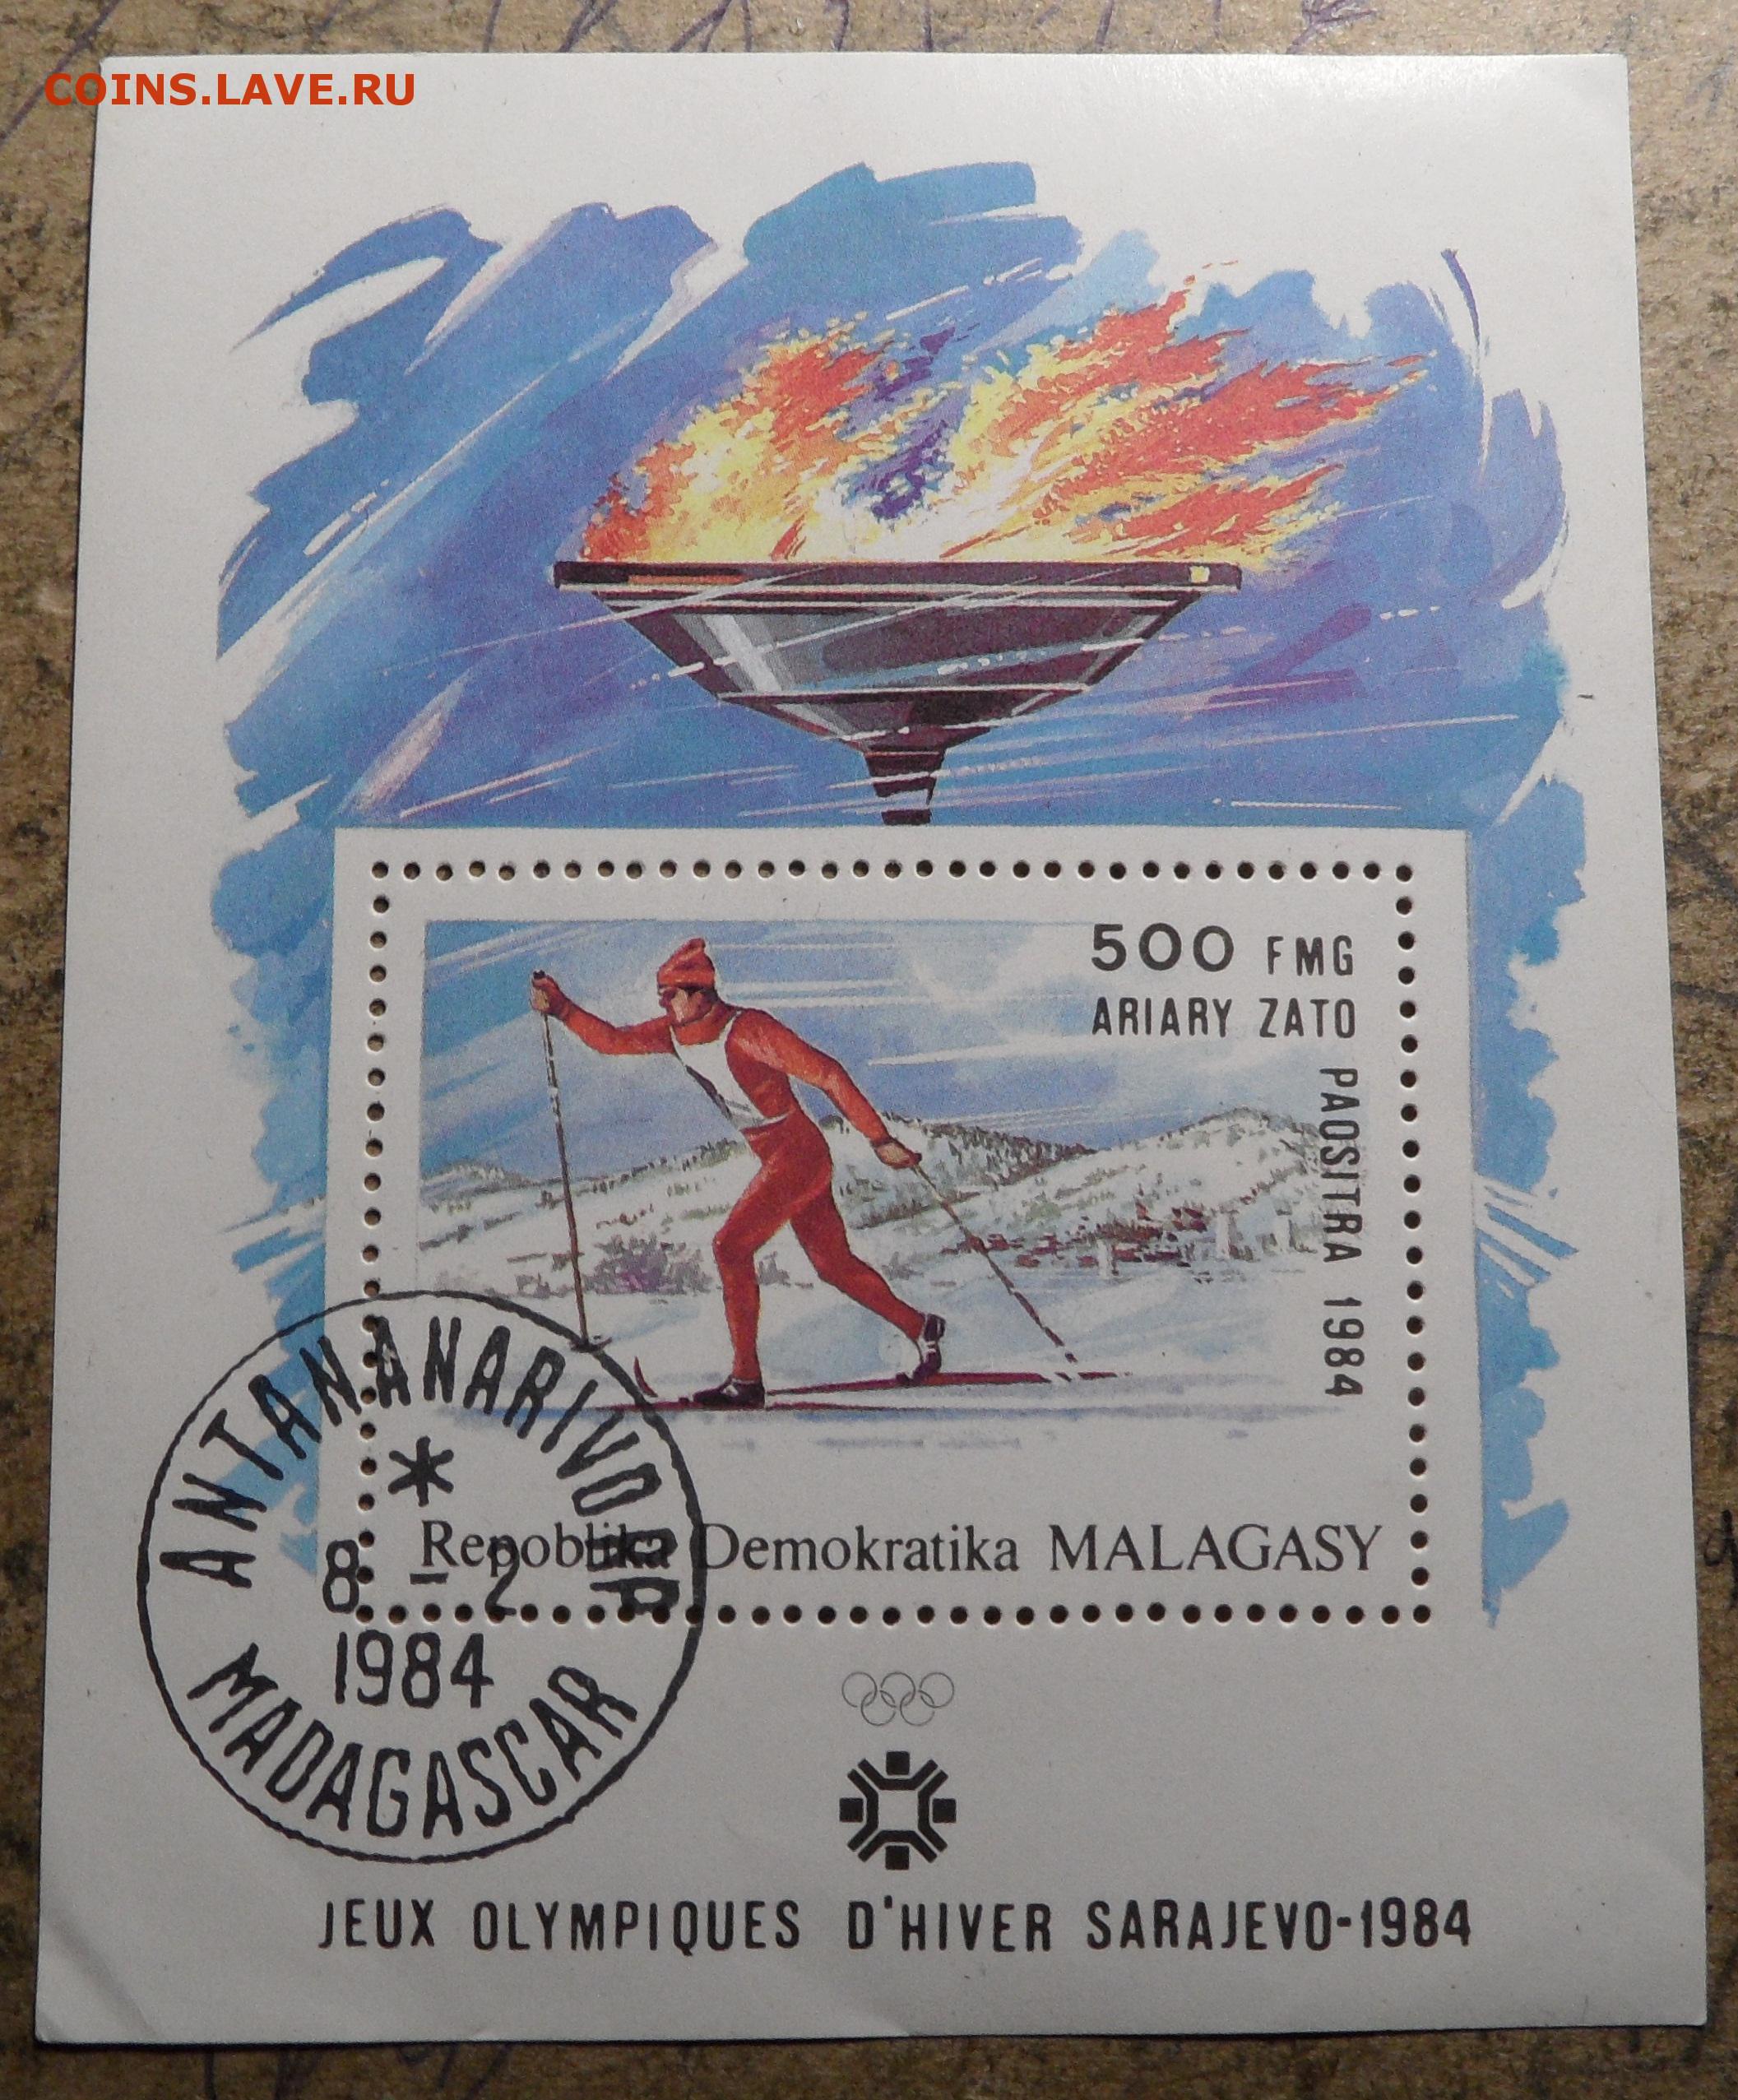 COINS.LAVE.RU
500 FMG
ARIARY ZATO
PAOSITRA 1984
Repoblika Demokratika MALAGASY
ANTANANARIVO RP
8 - 2
1984
MADAGASCAR
JEUX OLYMPIQUES D'HIVER SARAJEVO-1984